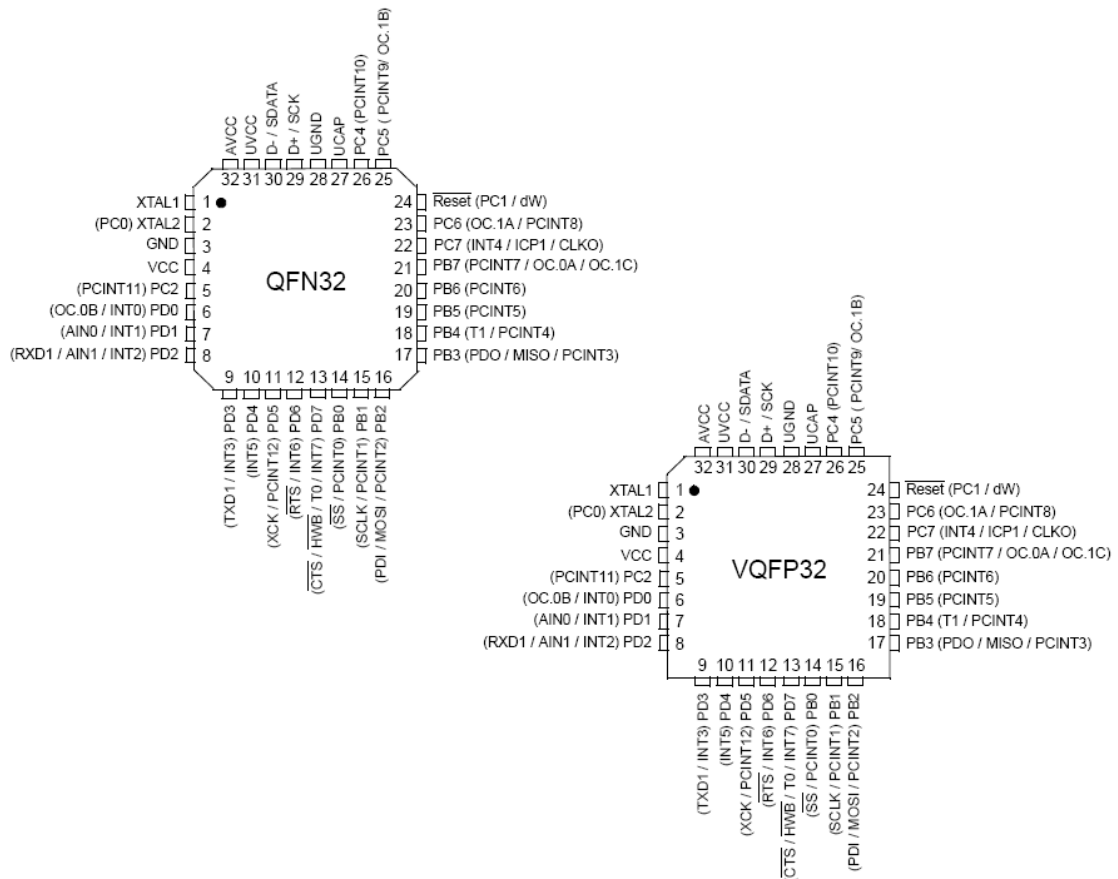 AVCC
UVCC
D- / SDATA
D+ / SCK
UGND
UCAP
PC4 (PCINT10)
PC5 ( PCINT9/ OC.1B)
32 31 30 29 28 27 26 25
XTAL1 1
(PC0) XTAL2 2
GND 3
VCC 4
(PCINT11) PC2 5
(OC.0B / INT0) PD0 6
(AIN0 / INT1) PD1 7
(RXD1 / AIN1 / INT2) PD2 8
QFN32
24 Reset (PC1 / dW)
23 PC6 (OC.1A / PCINT8)
22 PC7 (INT4 / ICP1 / CLKO)
21 PB7 (PCINT7 / OC.0A / OC.1C)
20 PB6 (PCINT6)
19 PB5 (PCINT5)
18 PB4 (T1 / PCINT4)
17 PB3 (PDO / MISO / PCINT3)
9 10 11 12 13 14 15 16
(TXD1 / INT3) PD3
(INT5) PD4
(XCK / PCINT12) PD5
(RTS / INT6) PD6
(CTS / HWB / T0 / INT7) PD7
(SS / PCINT0) PB0
(SCLK / PCINT1) PB1
(PDI / MOSI / PCINT2) PB2
AVCC
UVCC
D- / SDATA
D+ / SCK
UGND
UCAP
PC4 (PCINT10)
PC5 ( PCINT9/ OC.1B)
32 31 30 29 28 27 26 25
XTAL1 1
(PC0) XTAL2 2
GND 3
VCC 4
(PCINT11) PC2 5
(OC.0B / INT0) PD0 6
(AIN0 / INT1) PD1 7
(RXD1 / AIN1 / INT2) PD2 8
VQFP32
24 Reset (PC1 / dW)
23 PC6 (OC.1A / PCINT8)
22 PC7 (INT4 / ICP1 / CLKO)
21 PB7 (PCINT7 / OC.0A / OC.1C)
20 PB6 (PCINT6)
19 PB5 (PCINT5)
18 PB4 (T1 / PCINT4)
17 PB3 (PDO / MISO / PCINT3)
9 10 11 12 13 14 15 16
(TXD1 / INT3) PD3
(INT5) PD4
(XCK / PCINT12) PD5
(RTS / INT6) PD6
(CTS / HWB / T0 / INT7) PD7
(SS / PCINT0) PB0
(SCLK / PCINT1) PB1
(PDI / MOSI / PCINT2) PB2